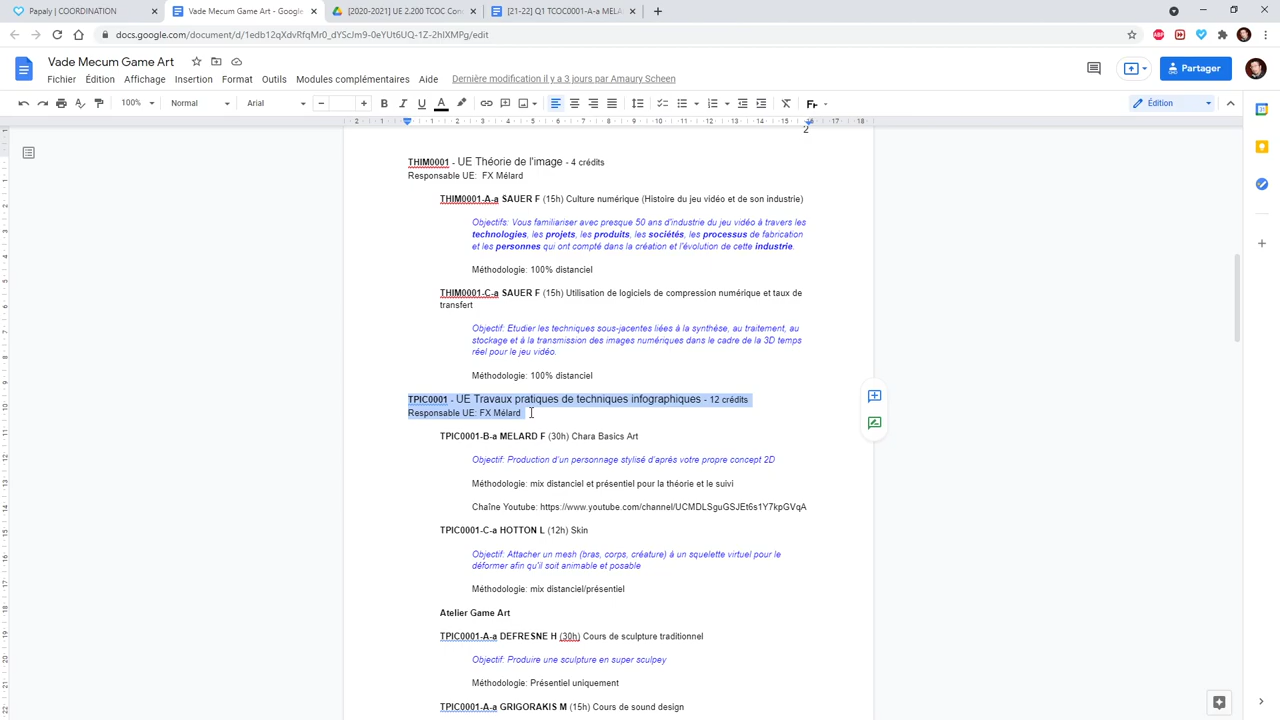 Papaly | COORDINATION
Vade Mecum Game Art - Google
[2020-2021] UE 2.200 TCOC Con
[21-22] Q1 TCOC0001-A-a MELA
docs.google.com/document/d/1edb12qXdvRfqMr0_dYScJm9-0eYUt6UQ-1Z-2hIXMPg/edit
Vade Mecum Game Art
Fichier Édition Affichage Insertion Format Outils Modules complémentaires Aide Dernière modification il y a 3 jours par Amaury Scheen
Partager
100% Normal Arial Édition
2
THIM0001 - UE Théorie de l'image - 4 crédits
Responsable UE: FX Mélard
THIM0001-A-a SAUER F (15h) Culture numérique (Histoire du jeu vidéo et de son industrie)
Objectifs: Vous familiariser avec presque 50 ans d'industrie du jeu vidéo à travers les
technologies, les projets, les produits, les sociétés, les processus de fabrication
et les personnes qui ont compté dans la création et l'évolution de cette industrie.
Méthodologie: 100% distanciel
THIM0001-C-a SAUER F (15h) Utilisation de logiciels de compression numérique et taux de
transfert
Objectif: Etudier les techniques sous-jacentes liées à la synthèse, au traitement, au
stockage et à la transmission des images numériques dans le cadre de la 3D temps
réel pour le jeu vidéo.
Méthodologie: 100% distanciel
TPIC0001 - UE Travaux pratiques de techniques infographiques - 12 crédits
Responsable UE: FX Mélard
TPIC0001-B-a MELARD F (30h) Chara Basics Art
Objectif: Production d'un personnage stylisé d'après votre propre concept 2D
Méthodologie: mix distanciel et présentiel pour la théorie et le suivi
Chaîne Youtube: https://www.youtube.com/channel/UCMDLSguGSJEt6s1Y7kpGVqA
TPIC0001-C-a HOTTON L (12h) Skin
Objectif: Attacher un mesh (bras, corps, créature) à un squelette virtuel pour le
déformer afin qu'il soit animable et posable
Méthodologie: mix distanciel/présentiel
Atelier Game Art
TPIC0001-A-a DEFRESNE H (30h) Cours de sculpture traditionnel
Objectif: Produire une sculpture en super sculpey
Méthodologie: Présentiel uniquement
TPIC0001-A-a GRIGORAKIS M (15h) Cours de sound design